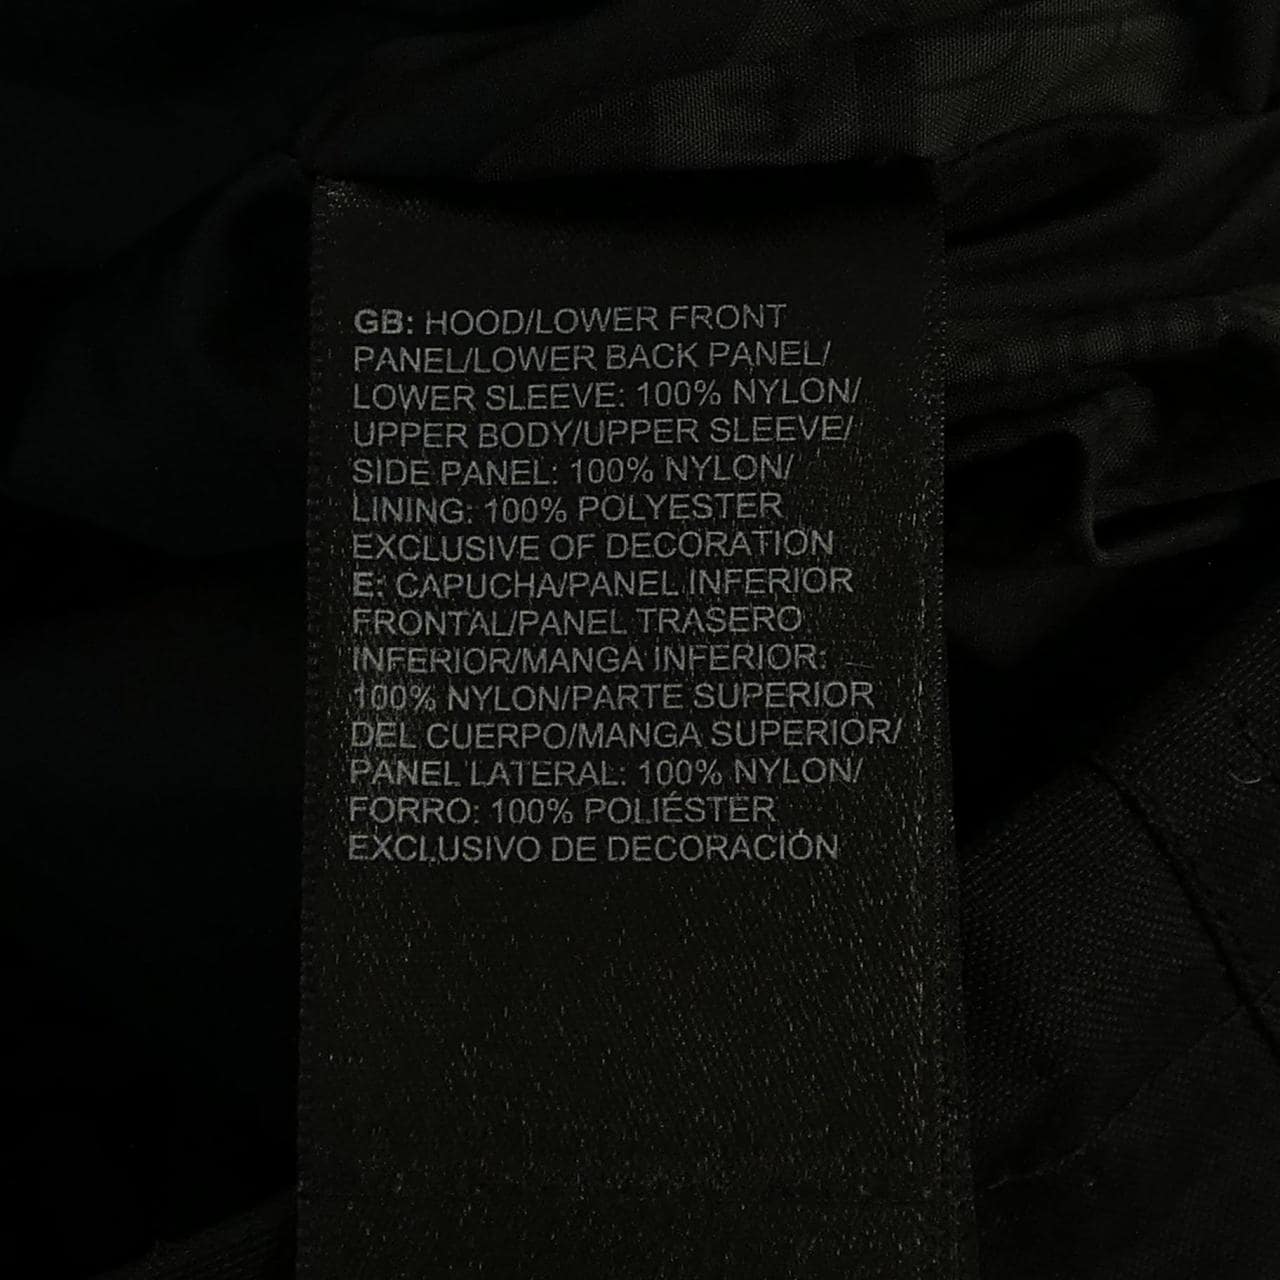 GB: HOOD/LOWER FRONT
PANEL/LOWER BACK PANEL/
LOWER SLEEVE: 100% NYLON/
UPPER BODY/UPPER SLEEVE/
SIDE PANEL: 100% NYLON/
LINING: 100% POLYESTER
EXCLUSIVE OF DECORATION
E: CAPUCHA/PANEL INFERIOR
FRONTAL/PANEL TRASERO
INFERIOR/MANGA INFERIOR:
100% NYLON/PARTE SUPERIOR
DEL CUERPO/MANGA SUPERIOR/
PANEL LATERAL: 100% NYLON/
FORRO: 100% POLIÉSTER
EXCLUSIVO DE DECORACIÓN